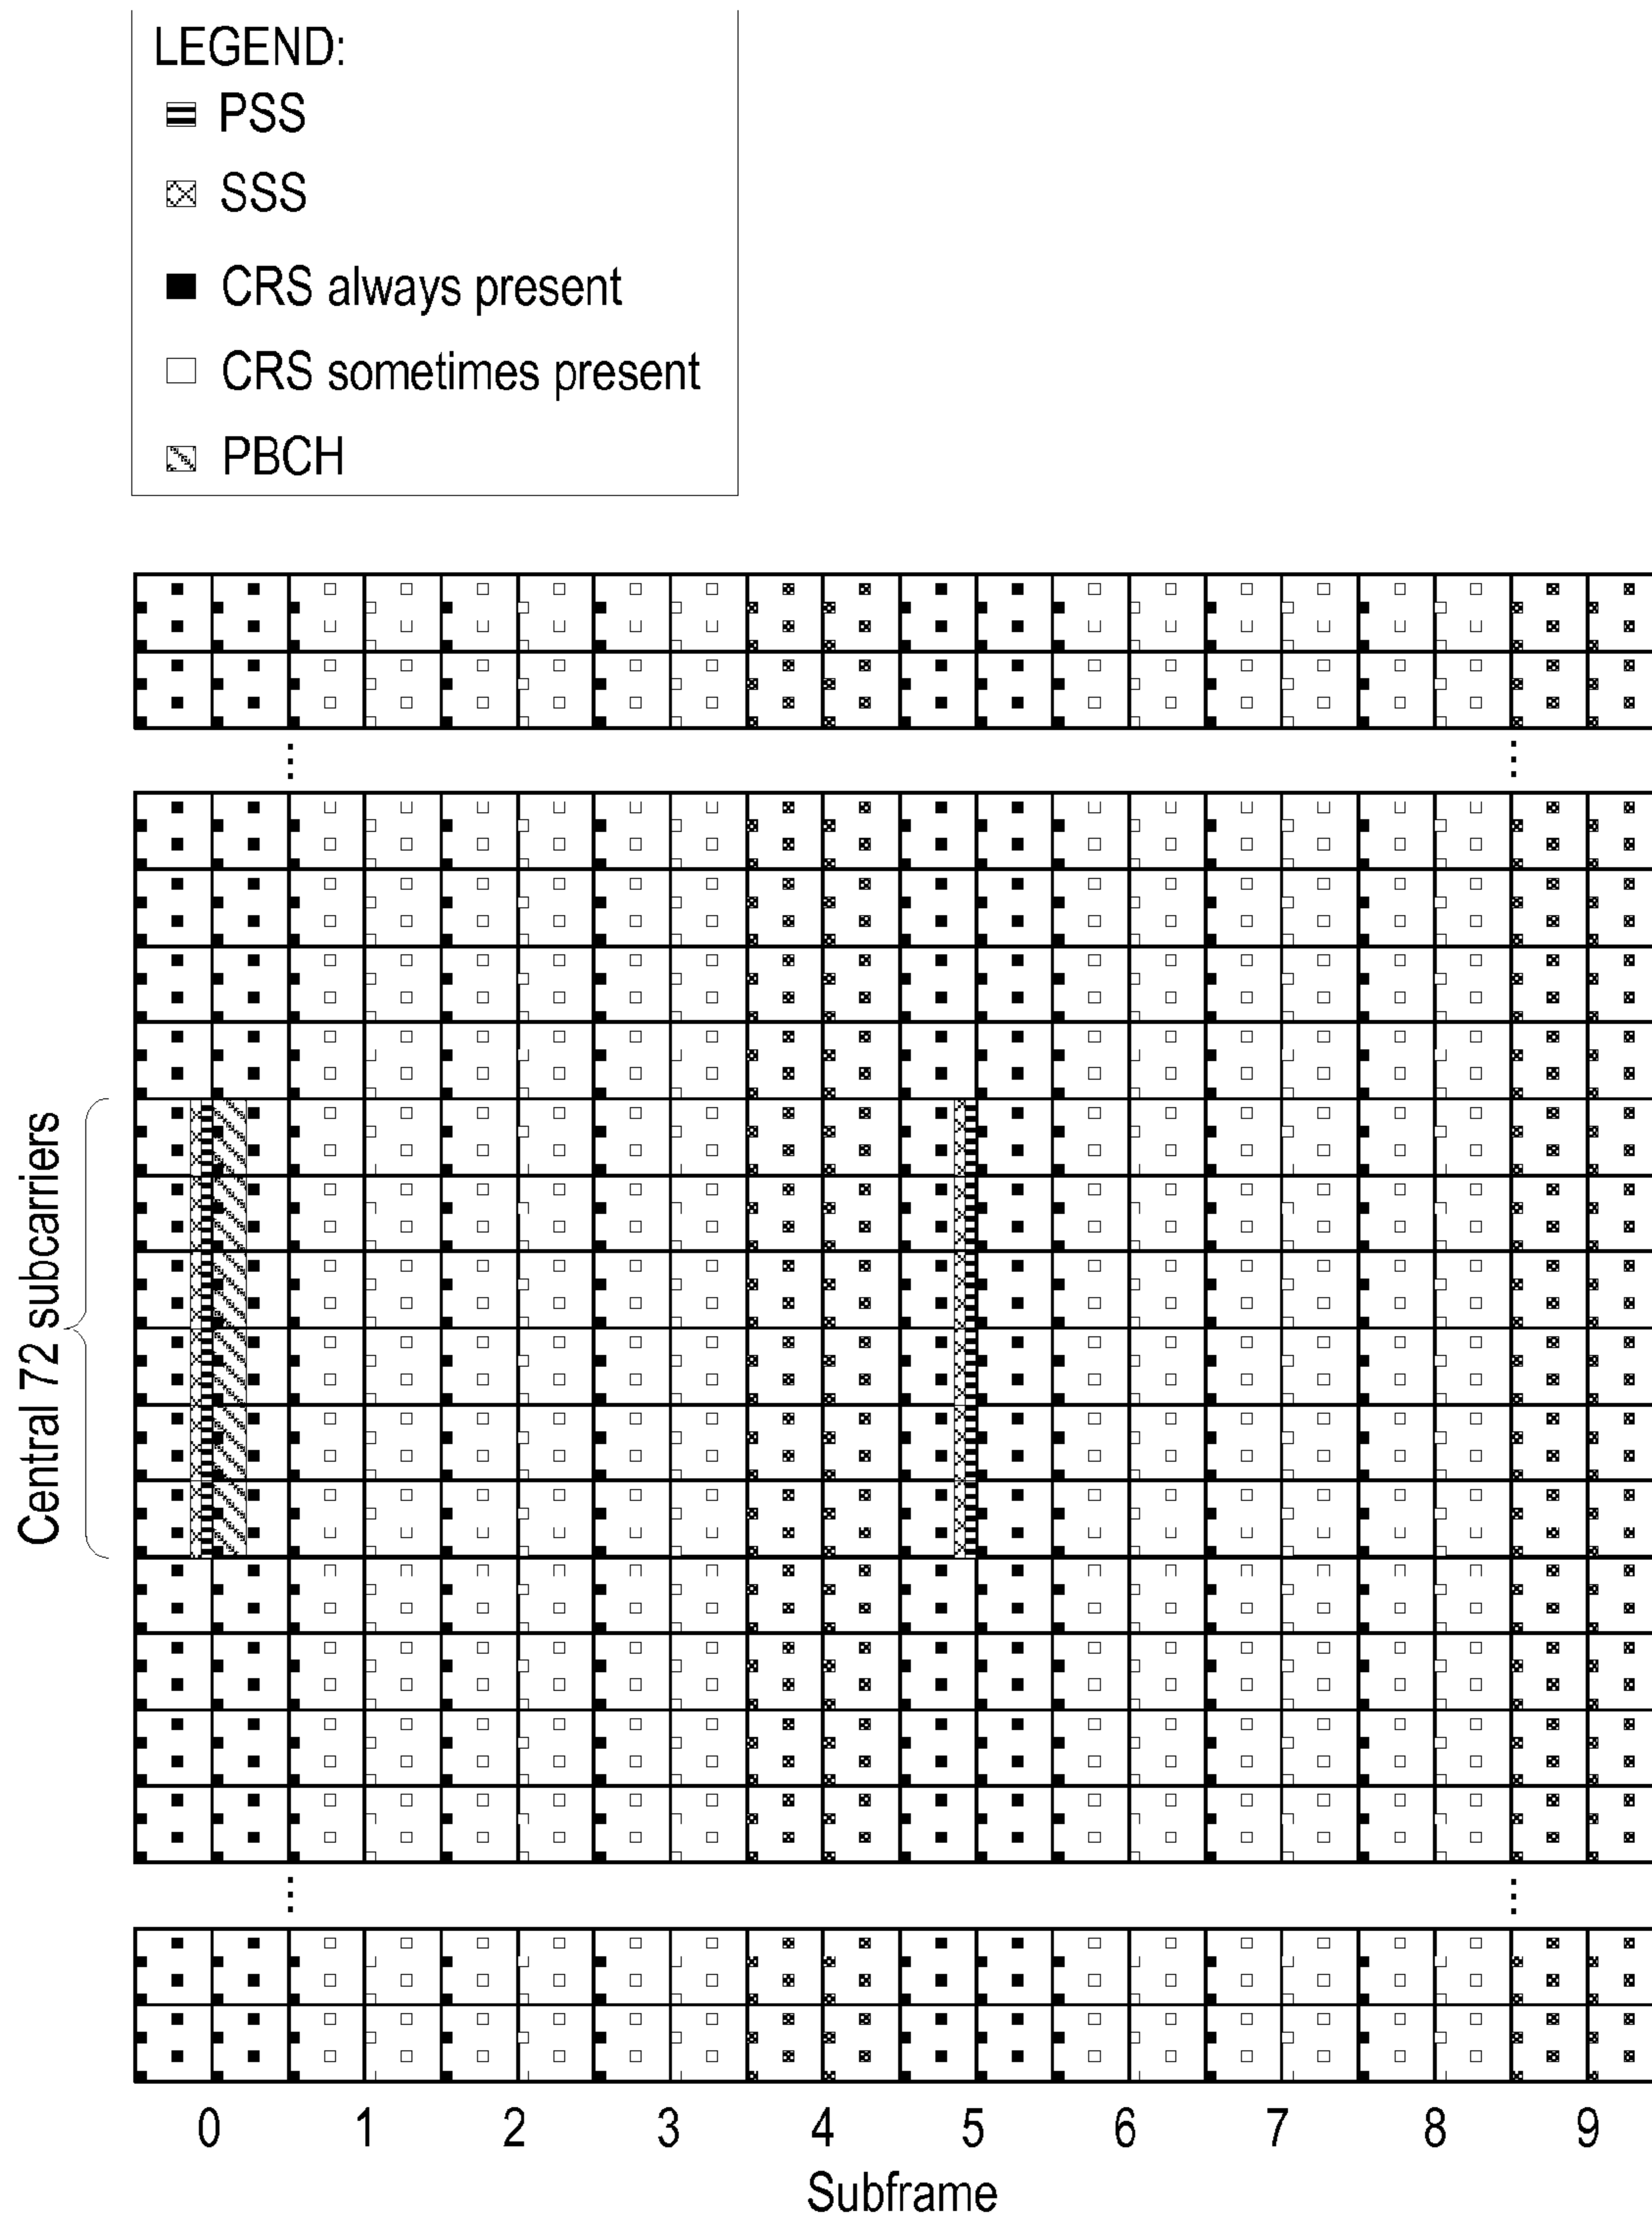 LEGEND:
PSS
SSS
CRS always present
CRS sometimes present
PBCH
Central 72 subcarriers
0 1 2 3 4 5 6 7 8 9
Subframe